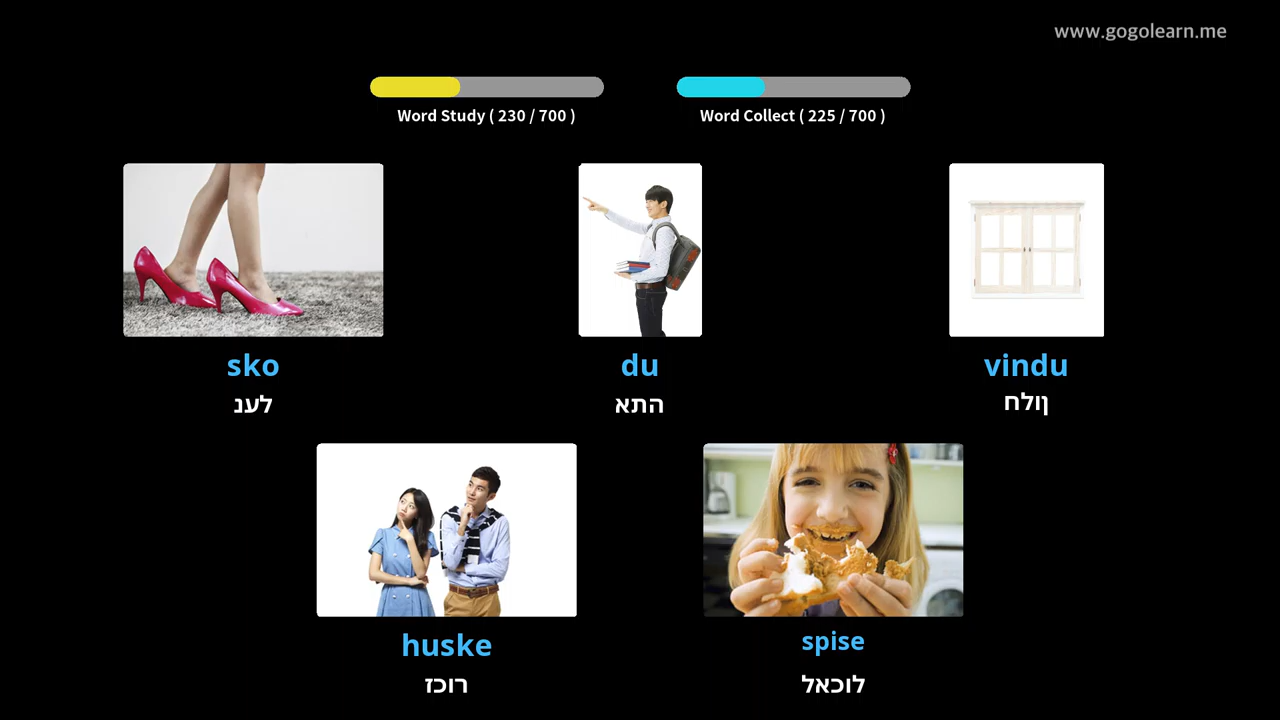 www.gogolearn.me
Word Study ( 230 / 700 )
Word Collect ( 225 / 700 )
sko
לענ
du
התא
vindu
ןולח
huske
רוכז
spise
לוכאל